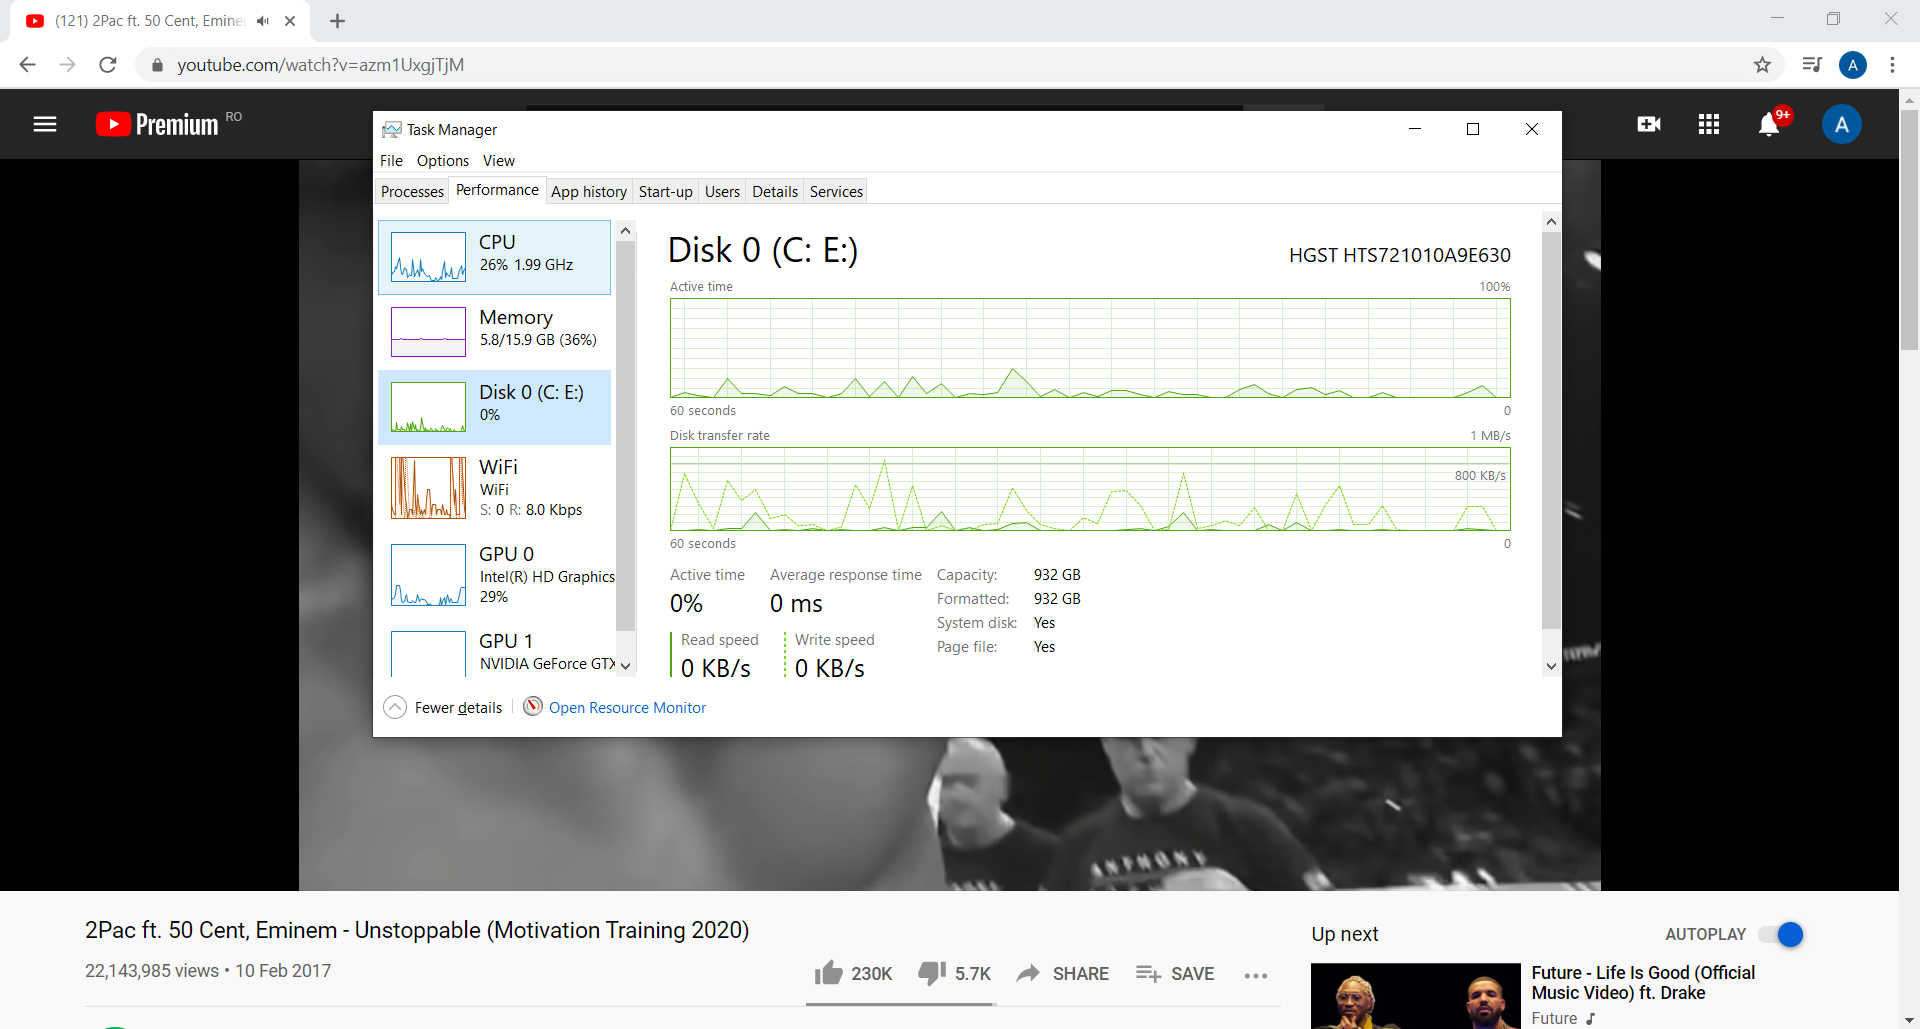 (121) 2Pac ft. 50 Cent, Emine
youtube.com/watch?v=azm1UxgjTjM
A
Premium RO
9+
A
Task Manager
File Options View
Processes Performance App history Start-up Users Details Services
CPU
26% 1.99 GHz
Memory
5.8/15.9 GB (36%)
Disk 0 (C: E:)
0%
WiFi
WiFi
S: 0 R: 8.0 Kbps
GPU 0
Intel(R) HD Graphics
29%
GPU 1
NVIDIA GeForce GTX
Disk 0 (C: E:)
HGST HTS721010A9E630
Active time 100%
60 seconds 0
Disk transfer rate 1 MB/s
800 KB/s
60 seconds 0
Active time Average response time
0% 0 ms
Read speed Write speed
0 KB/s 0 KB/s
Capacity: 932 GB
Formatted: 932 GB
System disk: Yes
Page file: Yes
Fewer details Open Resource Monitor
ANTHONY
2Pac ft. 50 Cent, Eminem - Unstoppable (Motivation Training 2020)
22,143,985 views • 10 Feb 2017
230K 5.7K SHARE SAVE
Up next AUTOPLAY
Future - Life Is Good (Official
Music Video) ft. Drake
Future